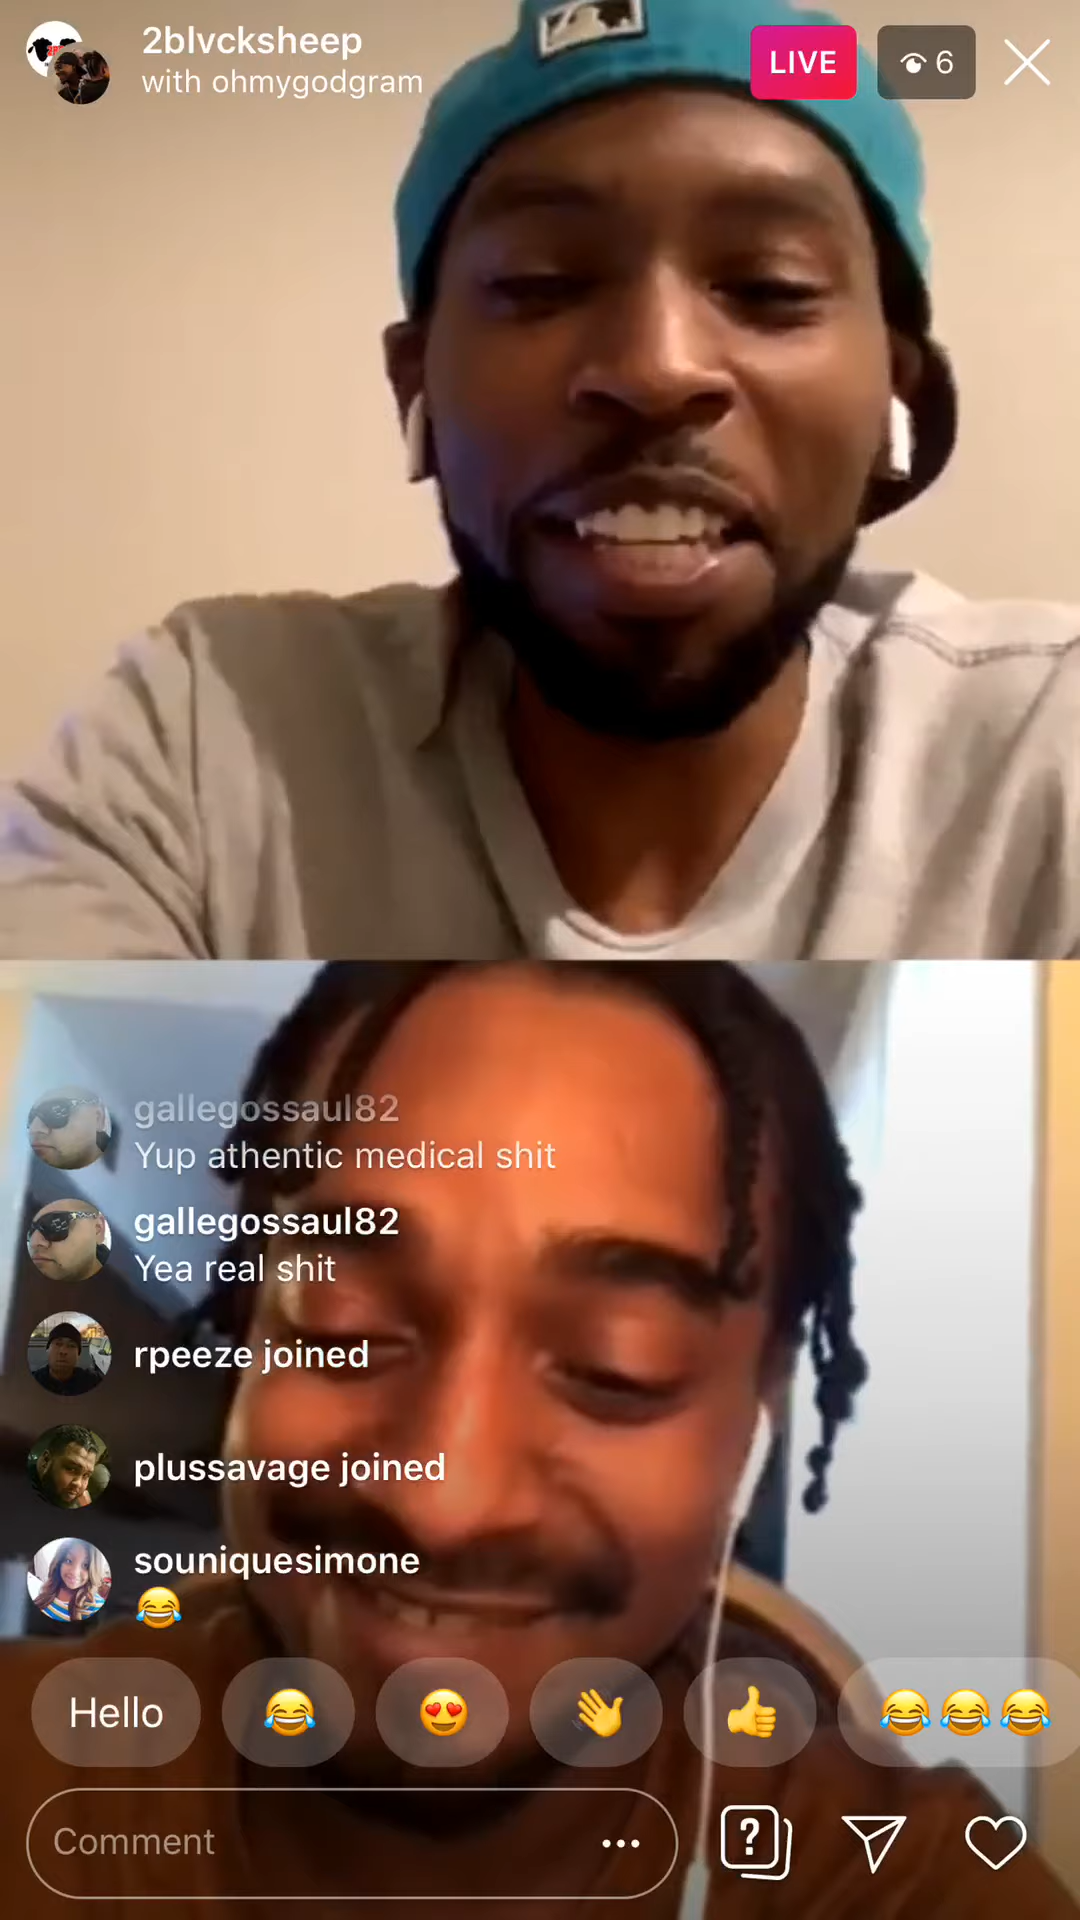 2blvcksheep
with ohmygodgram
LIVE
6
gallegossaul82
Yup athentic medical shit
gallegossaul82
Yea real shit
rpeeze joined
plussavage joined
souniquesimone
😂
Hello 😂 😍 👋 👍 😂😂😂
Comment